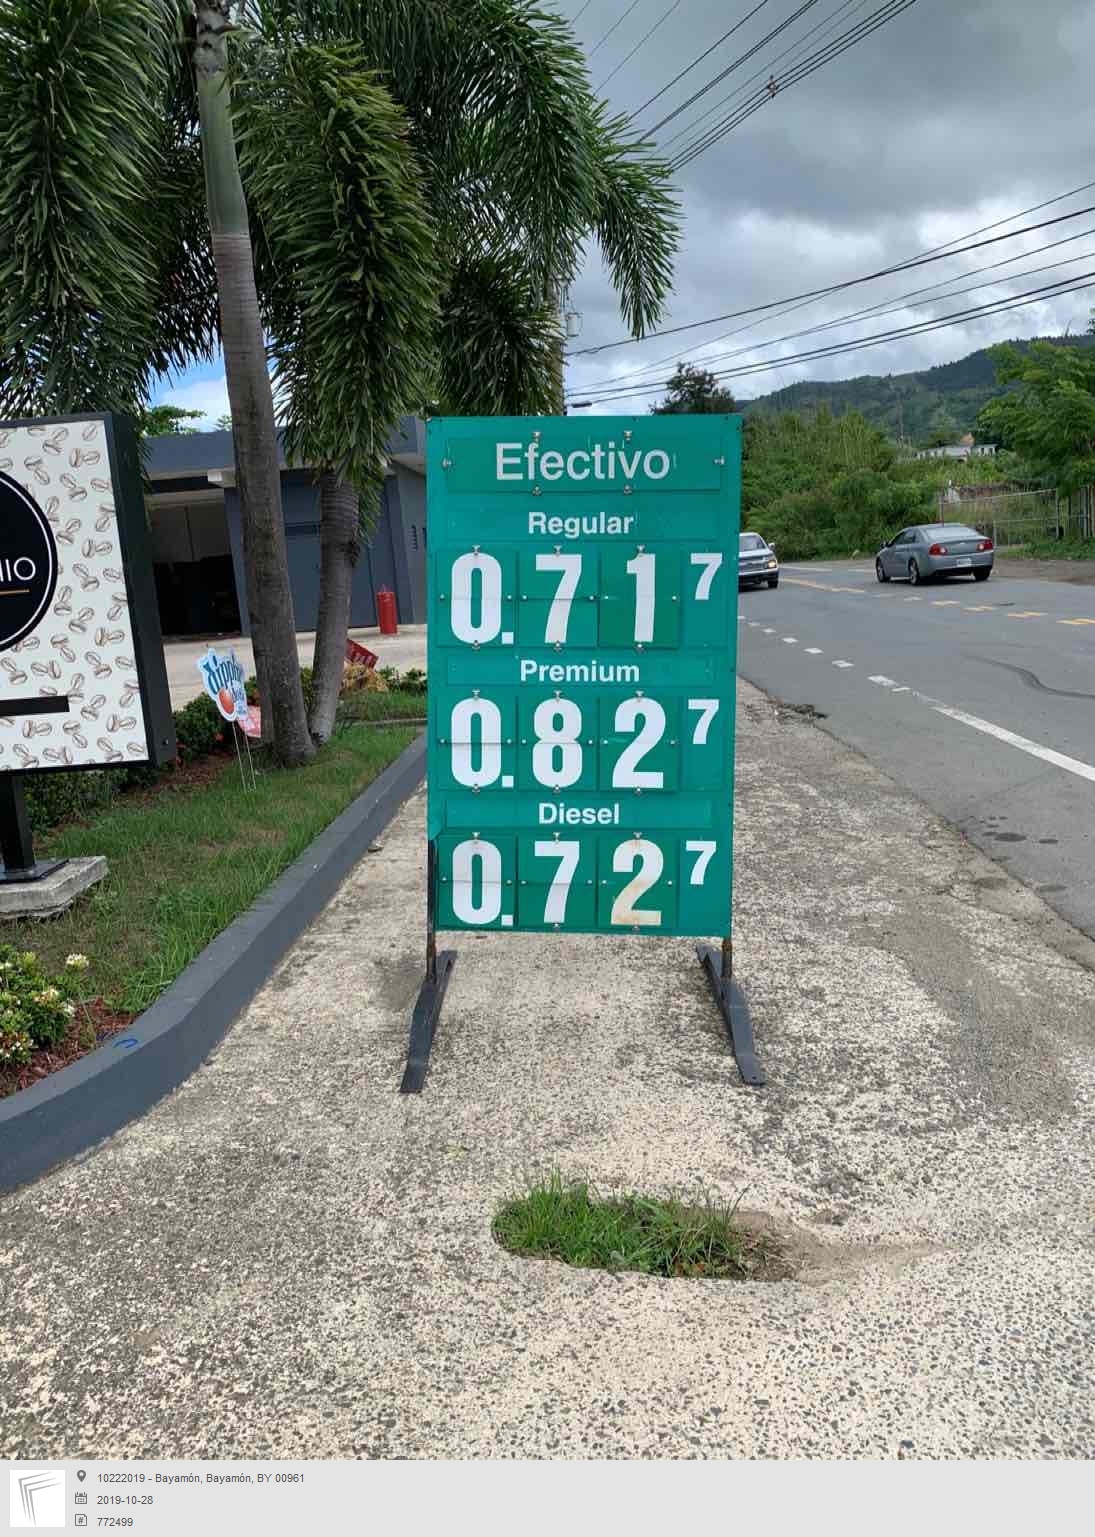 Efectivo
Regular
0.71 7
Premium
0.82 7
Diesel
0.72 7
10222019 - Bayamón, Bayamón, BY 00961
2019-10-28
772499